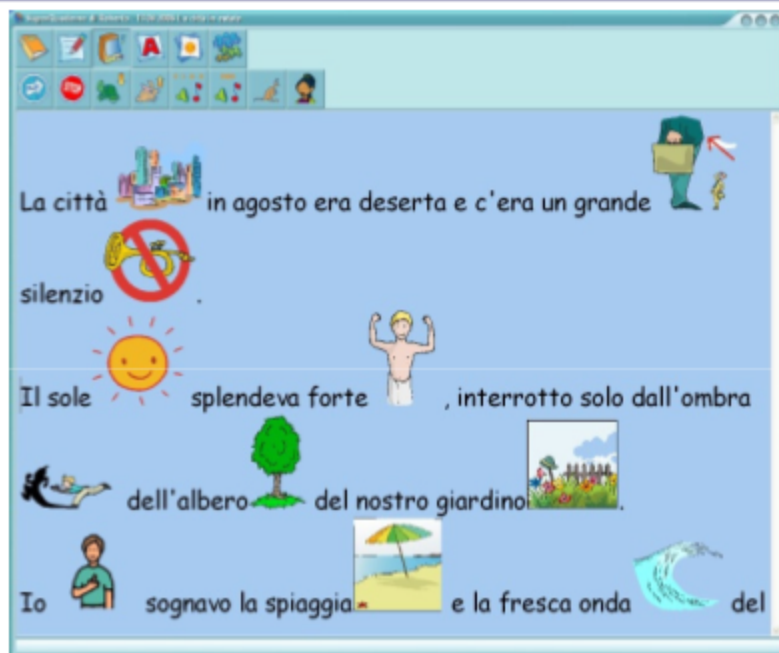 La città in agosto era deserta e c'era un grande
silenzio .
Il sole splendeva forte , interrotto solo dall'ombra
dell'albero del nostro giardino.
Io sognavo la spiaggia e la fresca onda del
STOP
A